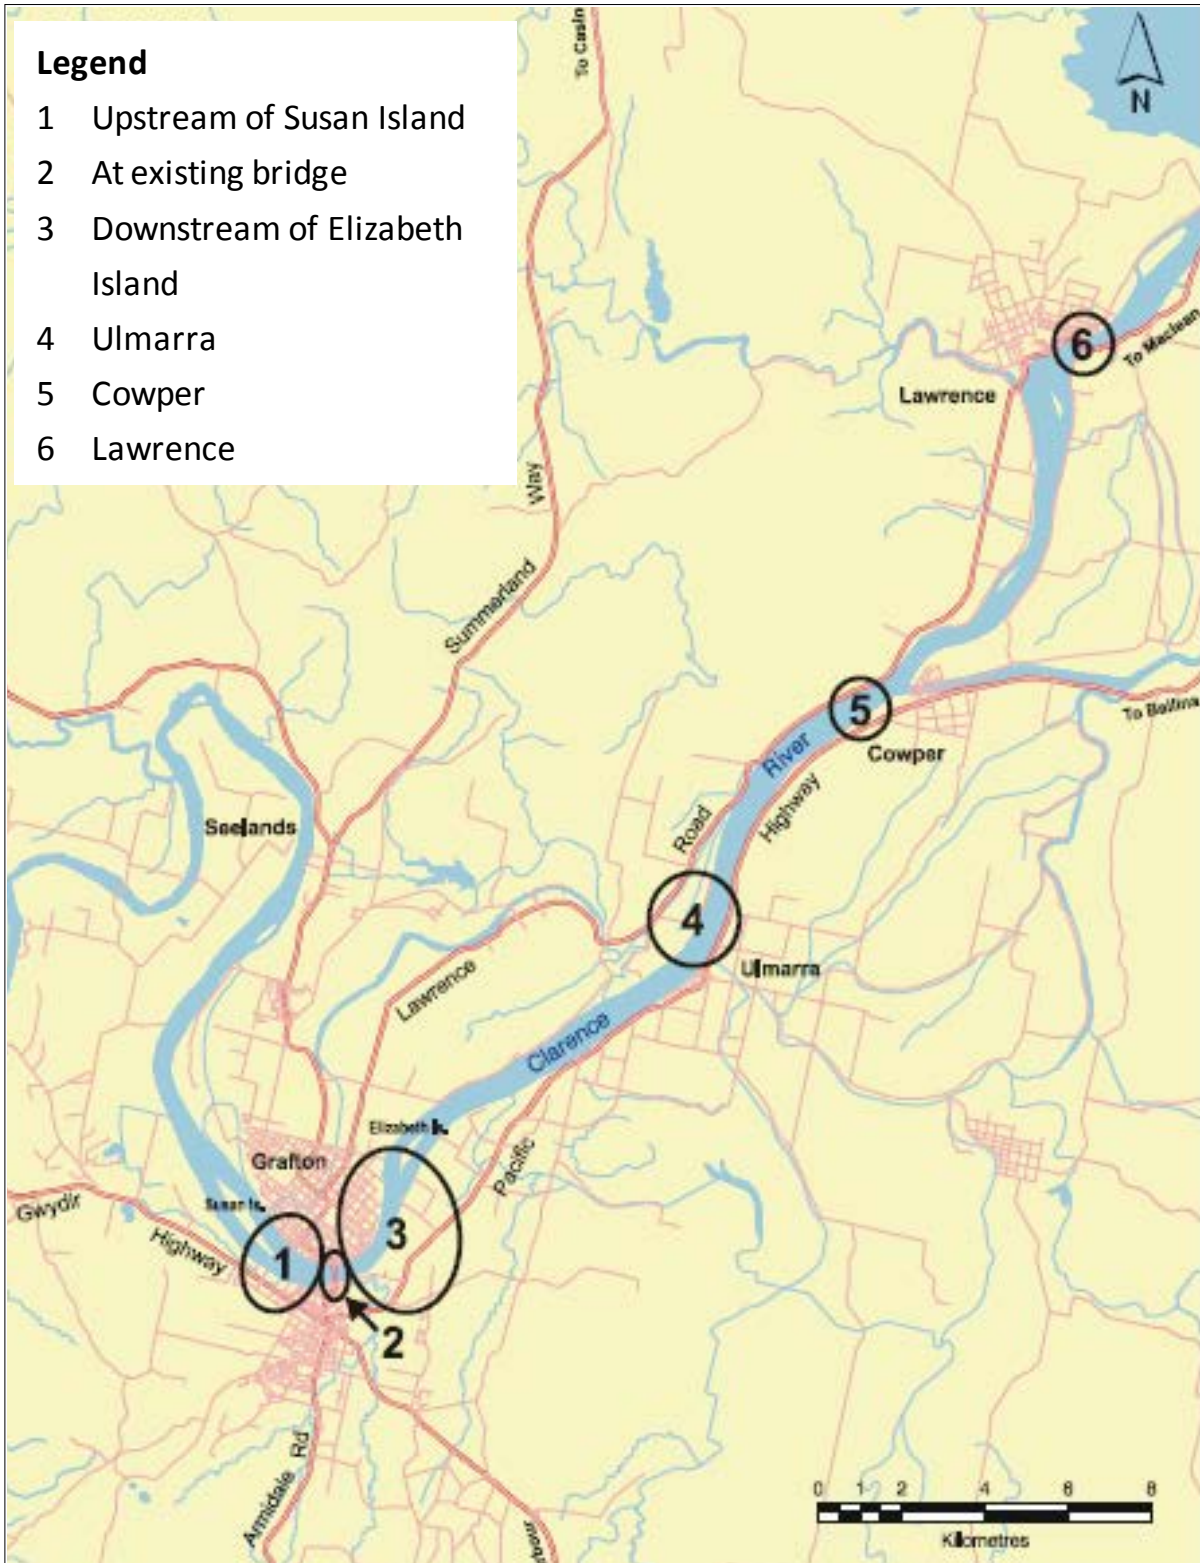 Legend
1 Upstream of Susan Island
2 At existing bridge
3 Downstream of Elizabeth
Island
4 Ulmarra
5 Cowper
6 Lawrence
To Casin
N
6
To Maclean
Lawrence
Way
Summerland
To Ballina
5
River
Cowper
Highway
Road
Seelands
4
Ulmarra
Lawrence
Clarence
Elizabeth Is.
Grafton
Pacific
Susan Is.
Gwydir
Highway
1
3
2
Armidale Rd
rbour
0 1 2 4 6 8
Kilometres